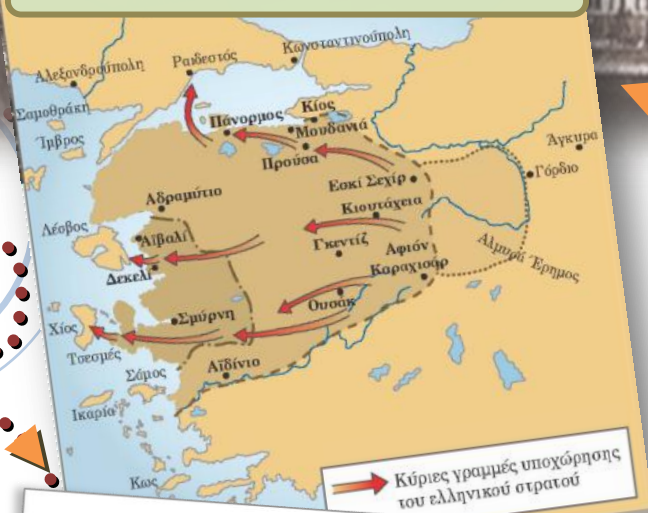 Κωνσταντινούπολη
Ραιδεστός
Αλεξανδρούπολη
Σαμοθράκη
Ίμβρος
Κίος
Πάνορμος
Μουδανιά
Προύσα
Άγκυρα
Γόρδιο
Εσκί Σεχίρ
Κιουτάχεια
Αδραμύτιο
Λέσβος
Αϊβαλί
Δεκελί
Γκεντίζ
Αφιόν
Καραχισάρ
Αλμυρά Έρημος
Ουσάκ
Χίος
Σμύρνη
Τσεσμές
Αϊδίνιο
Σάμος
Ικαρία
Κως
Κύριες γραμμές υποχώρησης
του ελληνικού στρατού